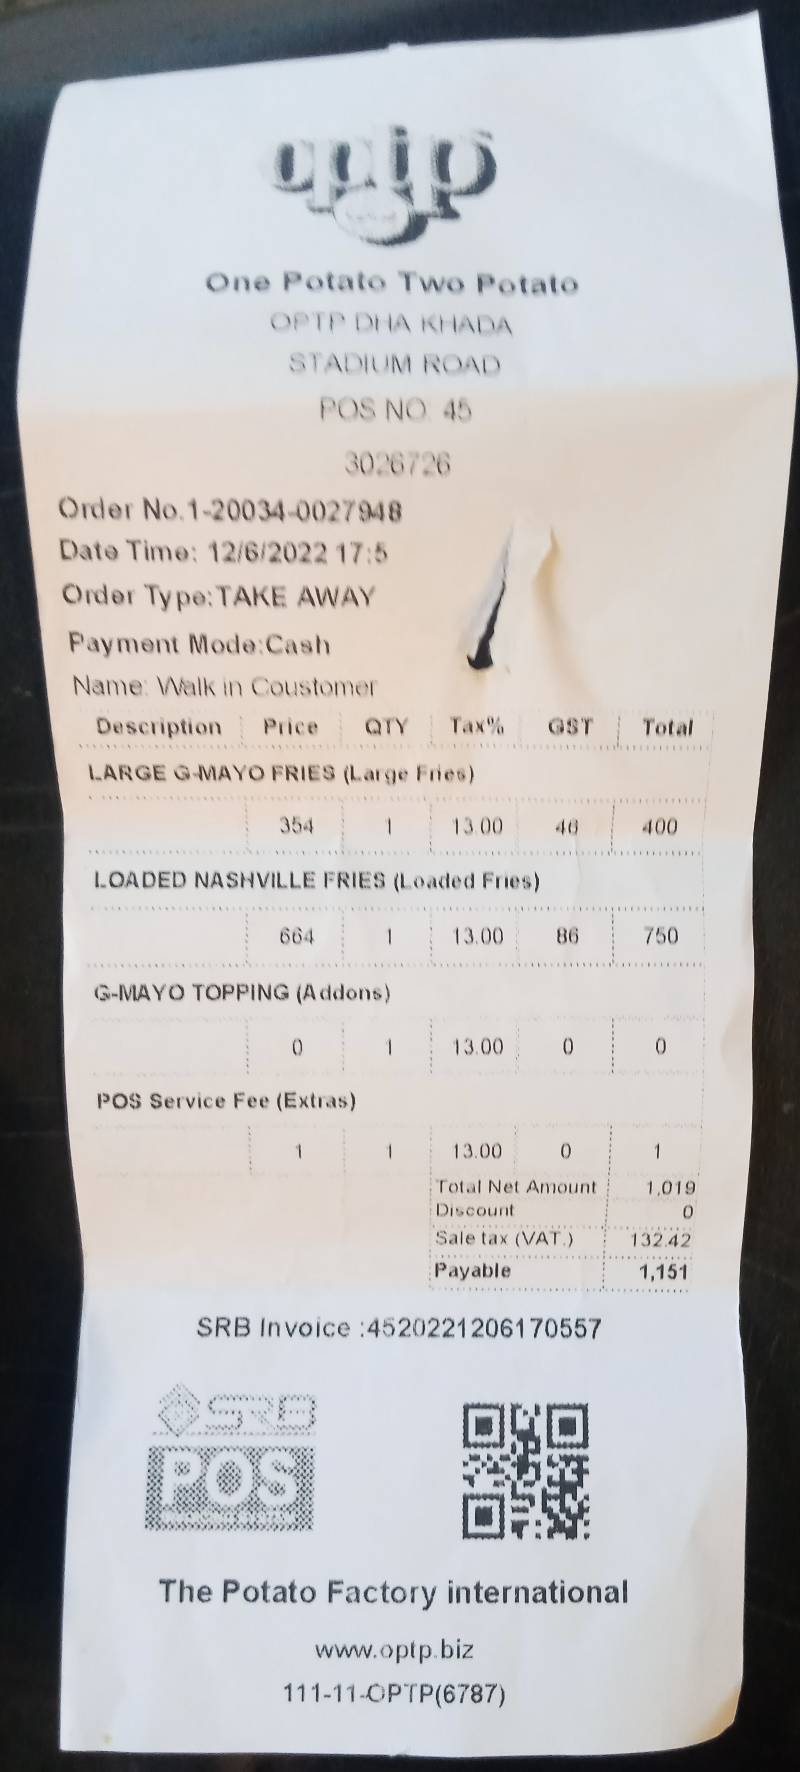 optp
One Potato Two Potato
OPTP DHA KHADA
STADIUM ROAD
POS NO: 45
3026726
Order No.1-20034-0027948
Date Time: 12/6/2022 17:5
Order Type:TAKE AWAY
Payment Mode:Cash
Name: Walk in Coustomer
Description Price QTY Tax% GST Total
LARGE G-MAYO FRIES (Large Fries)
354 1 13.00 46 400
LOADED NASHVILLE FRIES (Loaded Fries)
664 1 13.00 86 750
G-MAYO TOPPING (Addons)
0 1 13.00 0 0
POS Service Fee (Extras)
1 1 13.00 0 1
Total Net Amount 1,019
Discount 0
Sale tax (VAT.) 132.42
Payable 1,151
SRB Invoice :4520221206170557
SRB
POS
The Potato Factory international
www.optp.biz
111-11-OPTP(6787)